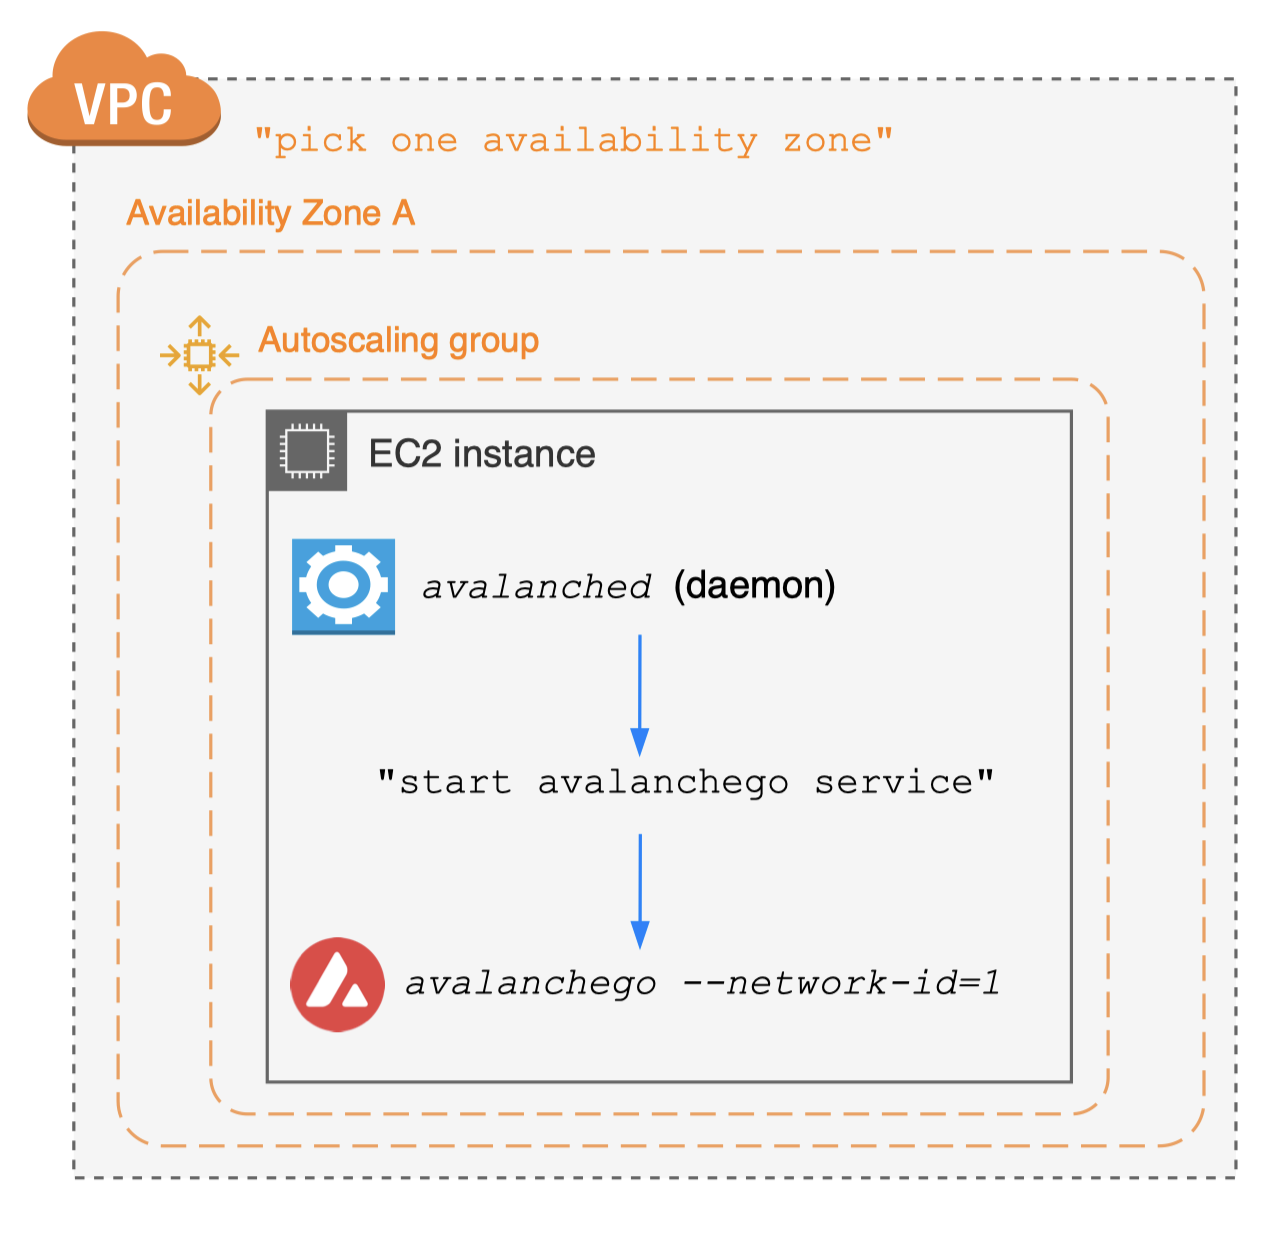 VPC
"pick one availability zone"
Availability Zone A
Autoscaling group
EC2 instance
avalanched (daemon)
"start avalanchego service"
avalanchego --network-id=1